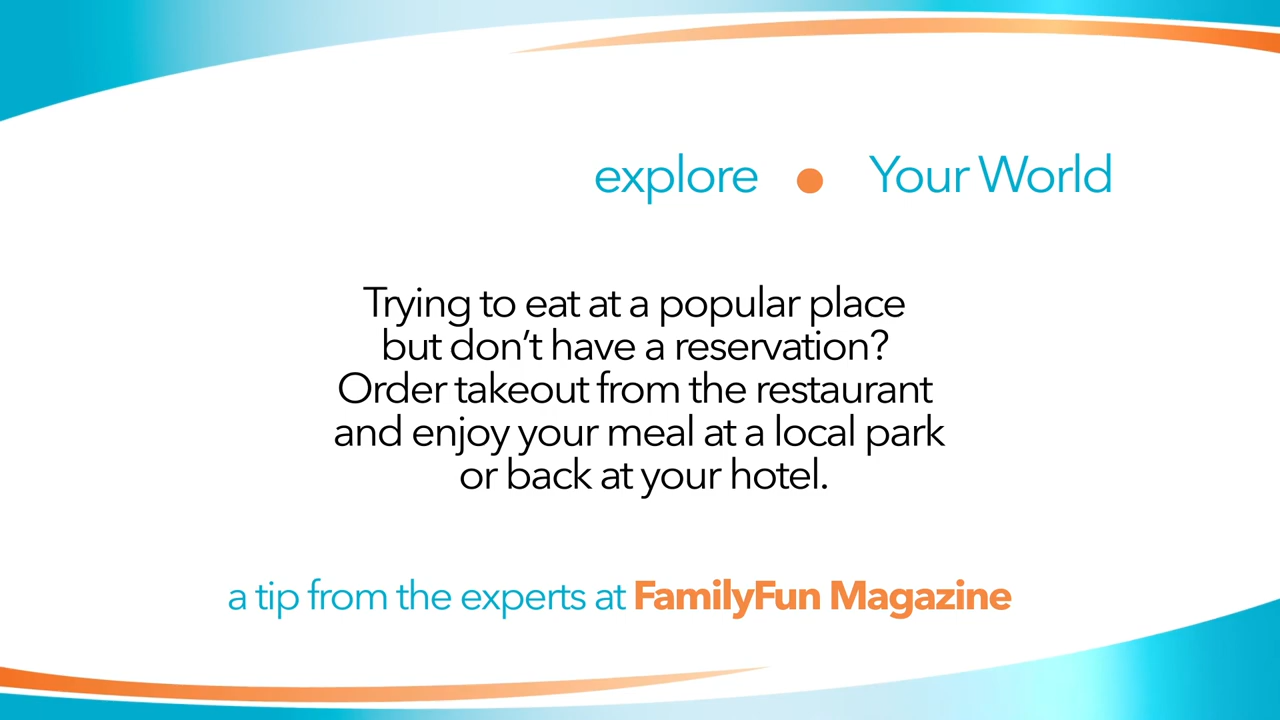 explore • Your World
Trying to eat at a popular place
but don't have a reservation?
Order takeout from the restaurant
and enjoy your meal at a local park
or back at your hotel.
a tip from the experts at FamilyFun Magazine